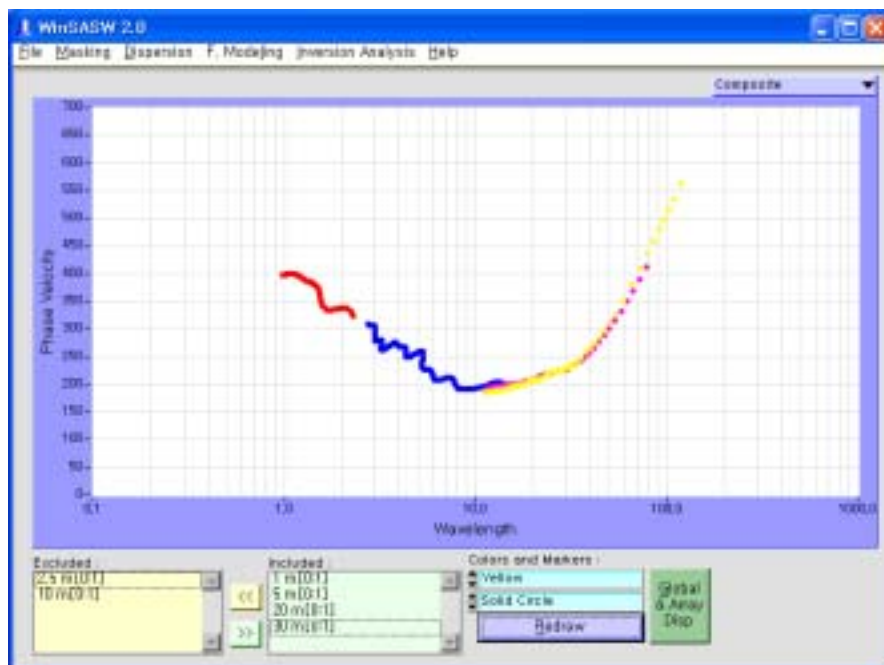 WinSASW 2.0
File Masking Dispersion F. Modeling Inversion Analysis Help
Composite
700
650
600
550
500
450
400
350
300
250
200
150
100
50
0
Phase Velocity
0,1 1,0 10,0 100,0 1000,0
Wavelength
Excluded :
2,5 m[0:1]
10 m[0:1]
<<
>>
Included :
1 m[0:1]
5 m[0:1]
20 m[0:1]
30 m[0:1]
Colors and Markers :
Yellow
Solid Circle
Redraw
Global
& Array
Disp